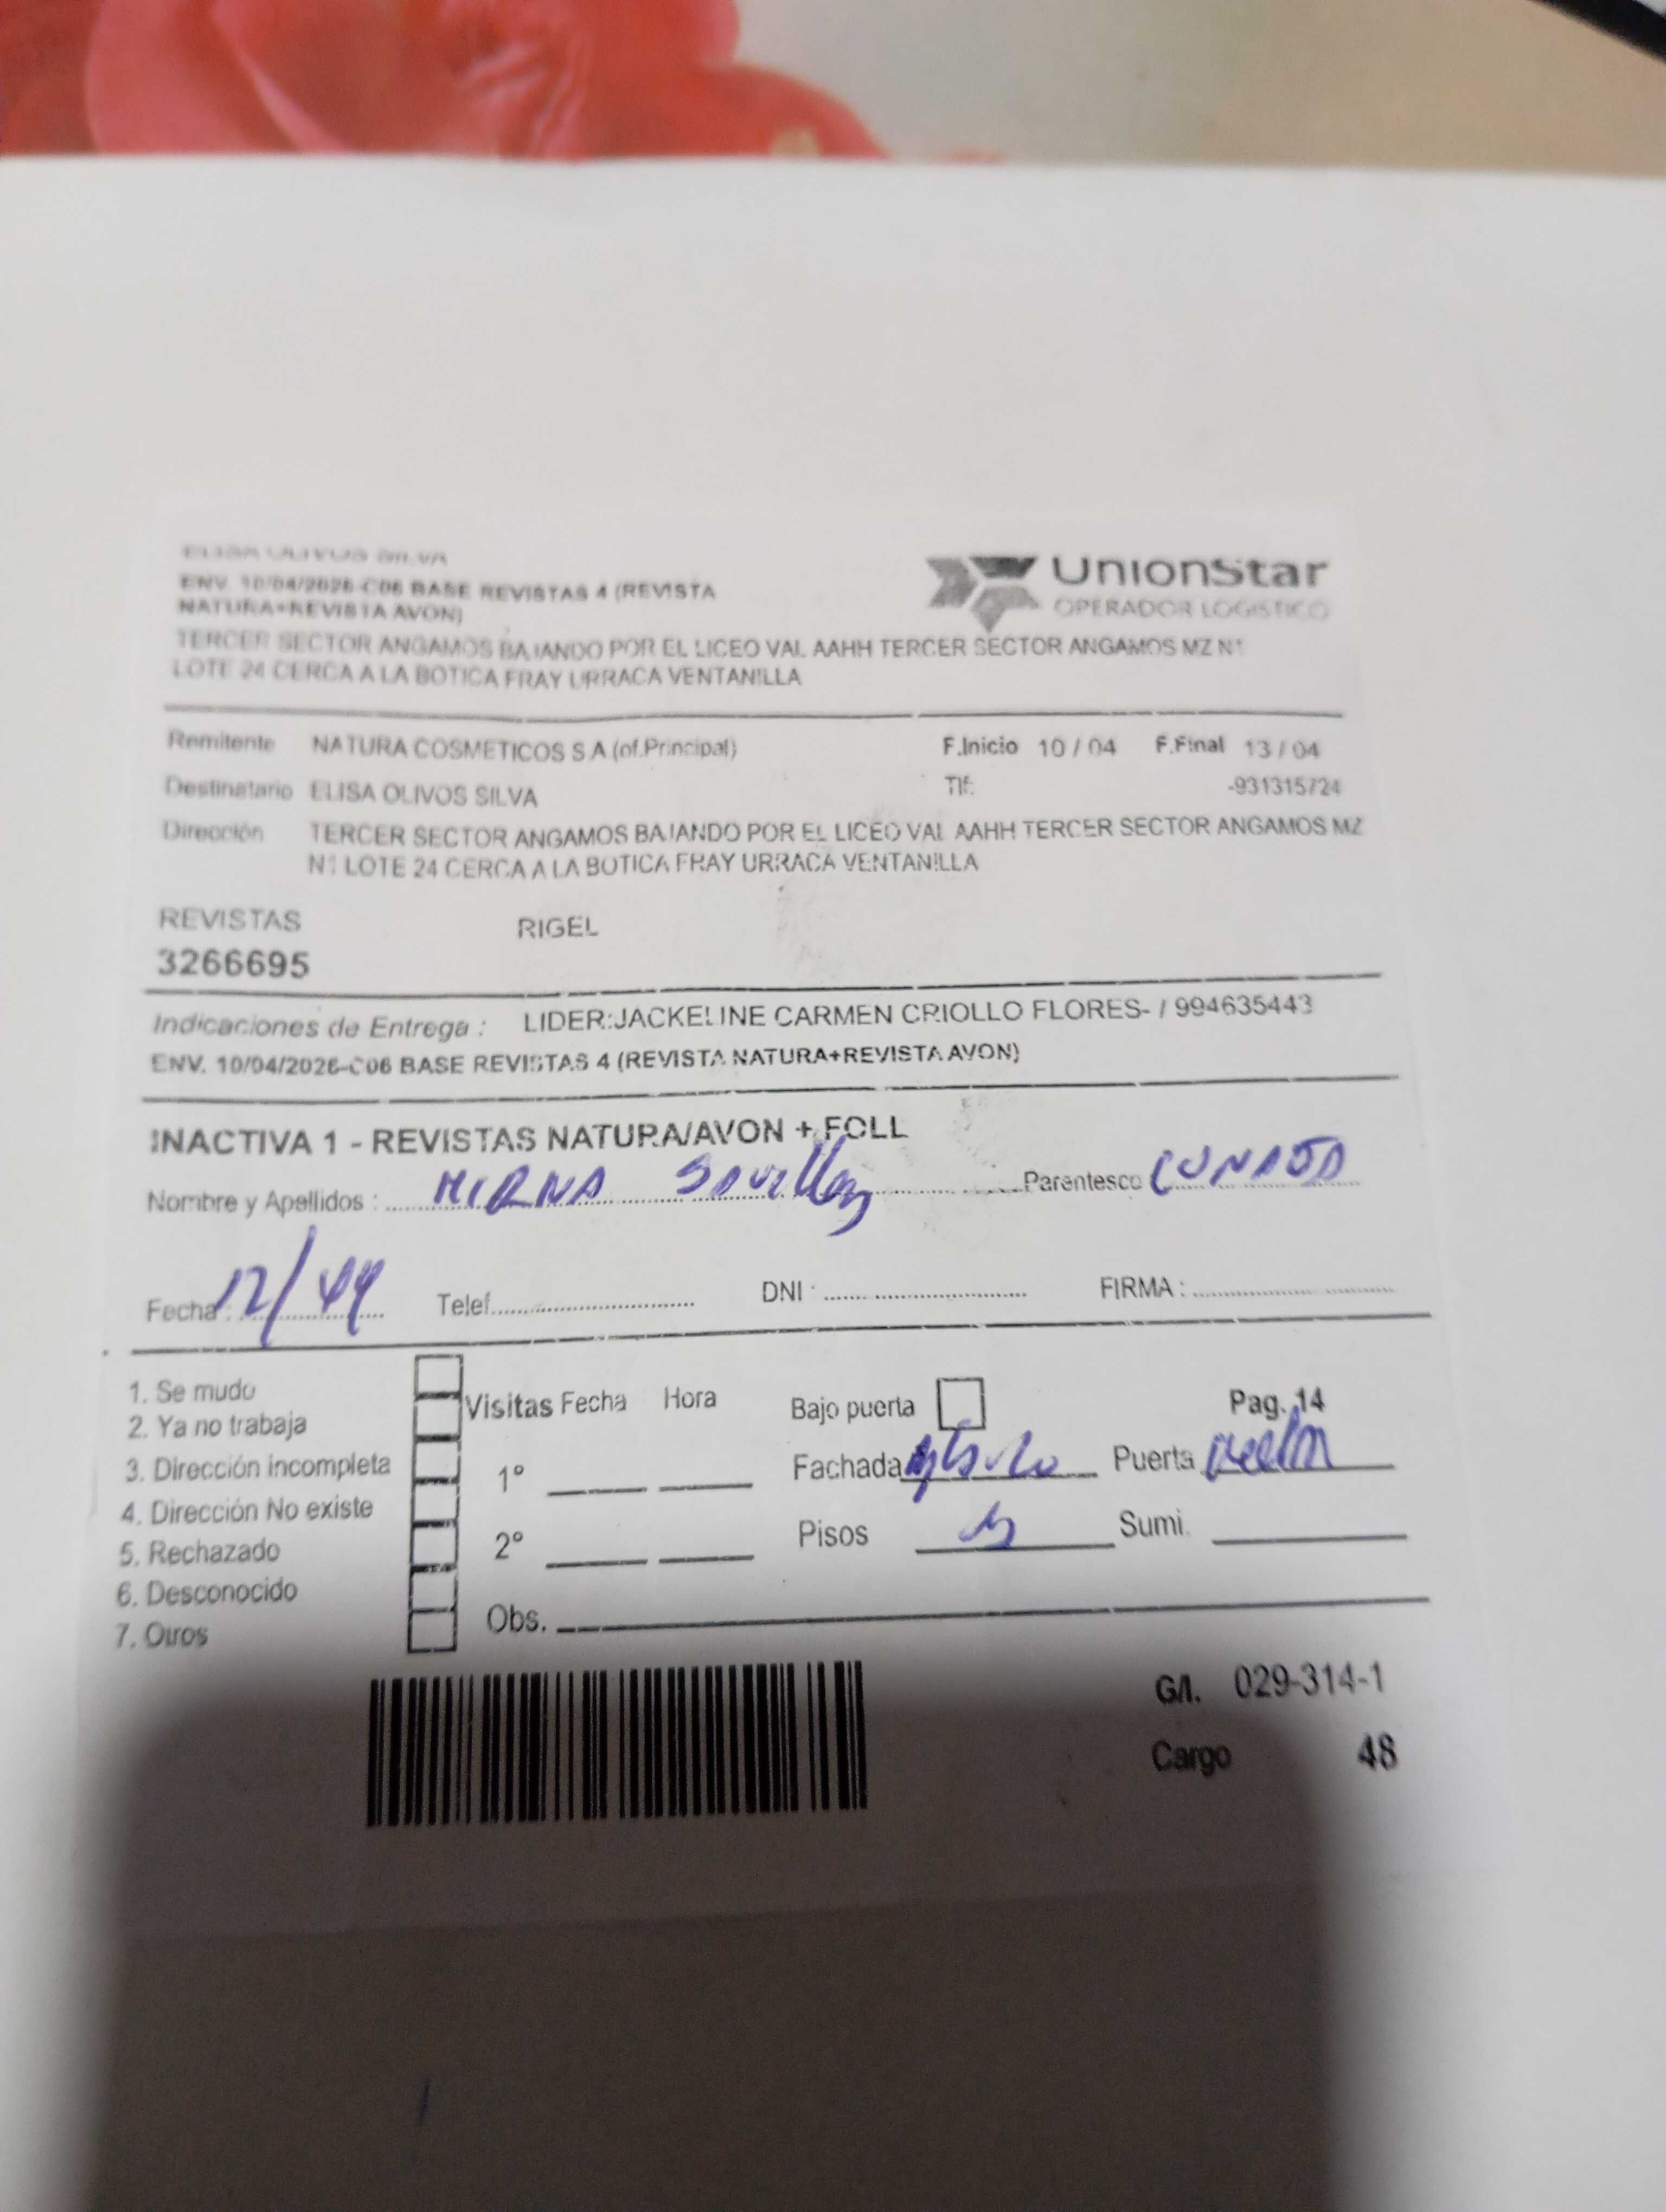 ELISA OLIVOS SILVA
ENV. 10/04/2026-C06 BASE REVISTAS 4 (REVISTA
NATURA+REVISTA AVON)
UnionStar
OPERADOR LOGISTICO
TERCER SECTOR ANGAMOS BAJANDO POR EL LICEO VAL AAHH TERCER SECTOR ANGAMOS MZ N1
LOTE 24 CERCA A LA BOTICA FRAY URRACA VENTANILLA
Remitente NATURA COSMETICOS S A (of.Principal) F.Inicio 10 / 04 F.Final 13 / 04
Destinatario ELISA OLIVOS SILVA Tlf: -931315724
Dirección TERCER SECTOR ANGAMOS BAJANDO POR EL LICEO VAL AAHH TERCER SECTOR ANGAMOS MZ
N1 LOTE 24 CERCA A LA BOTICA FRAY URRACA VENTANILLA
REVISTAS RIGEL
3266695
Indicaciones de Entrega : LIDER:JACKELINE CARMEN CRIOLLO FLORES- / 994635443
ENV. 10/04/2026-C06 BASE REVISTAS 4 (REVISTA NATURA+REVISTA AVON)
INACTIVA 1 - REVISTAS NATURA/AVON + FOLL
Nombre y Apellidos : MIRNA Parentesco CUÑADA
Fecha : 12/ Telef. DNI : FIRMA :
1. Se mudo
2. Ya no trabaja
3. Dirección incompleta
4. Dirección No existe
5. Rechazado
6. Desconocido
7. Otros
Visitas Fecha Hora
1°
2°
Obs.
Bajo puerta Pag. 14
Fachada Puerta
Pisos Sumi.
G/I. 029-314-1
Cargo 48